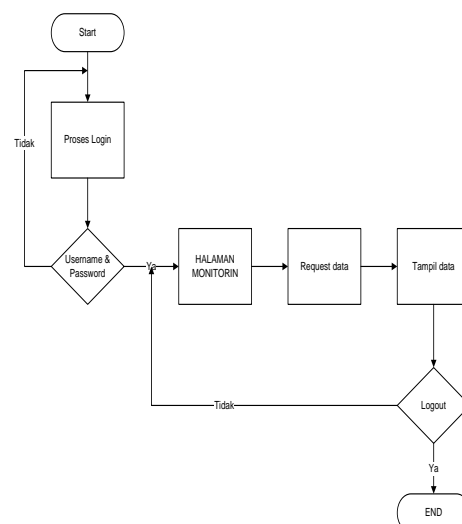 Start
Tidak
Proses Login
Username &
Password
Ya
HALAMAN
MONITORIN
Request data
Tampil data
Tidak
Logout
Ya
END